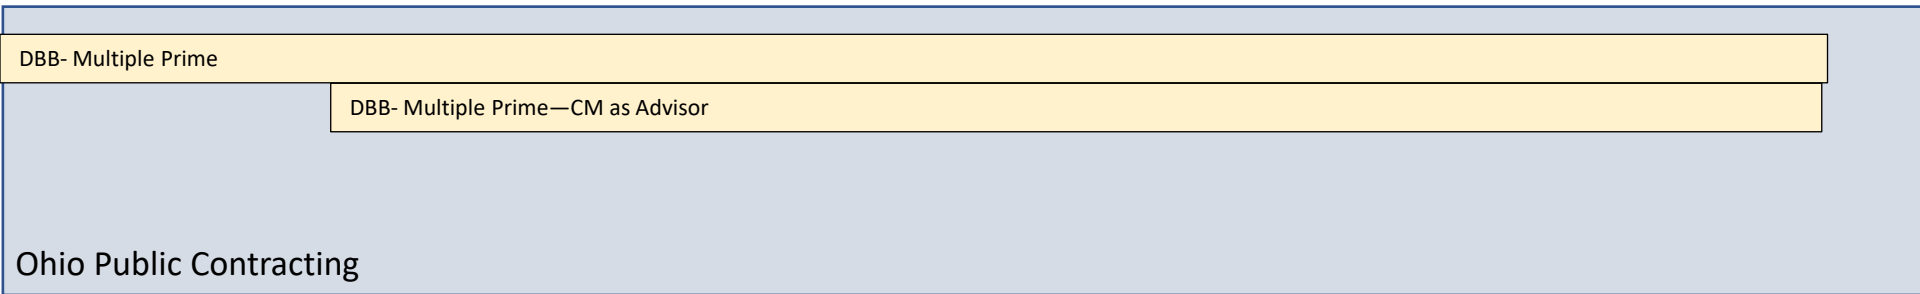 DBB- Multiple Prime
DBB- Multiple Prime—CM as Advisor
Ohio Public Contracting